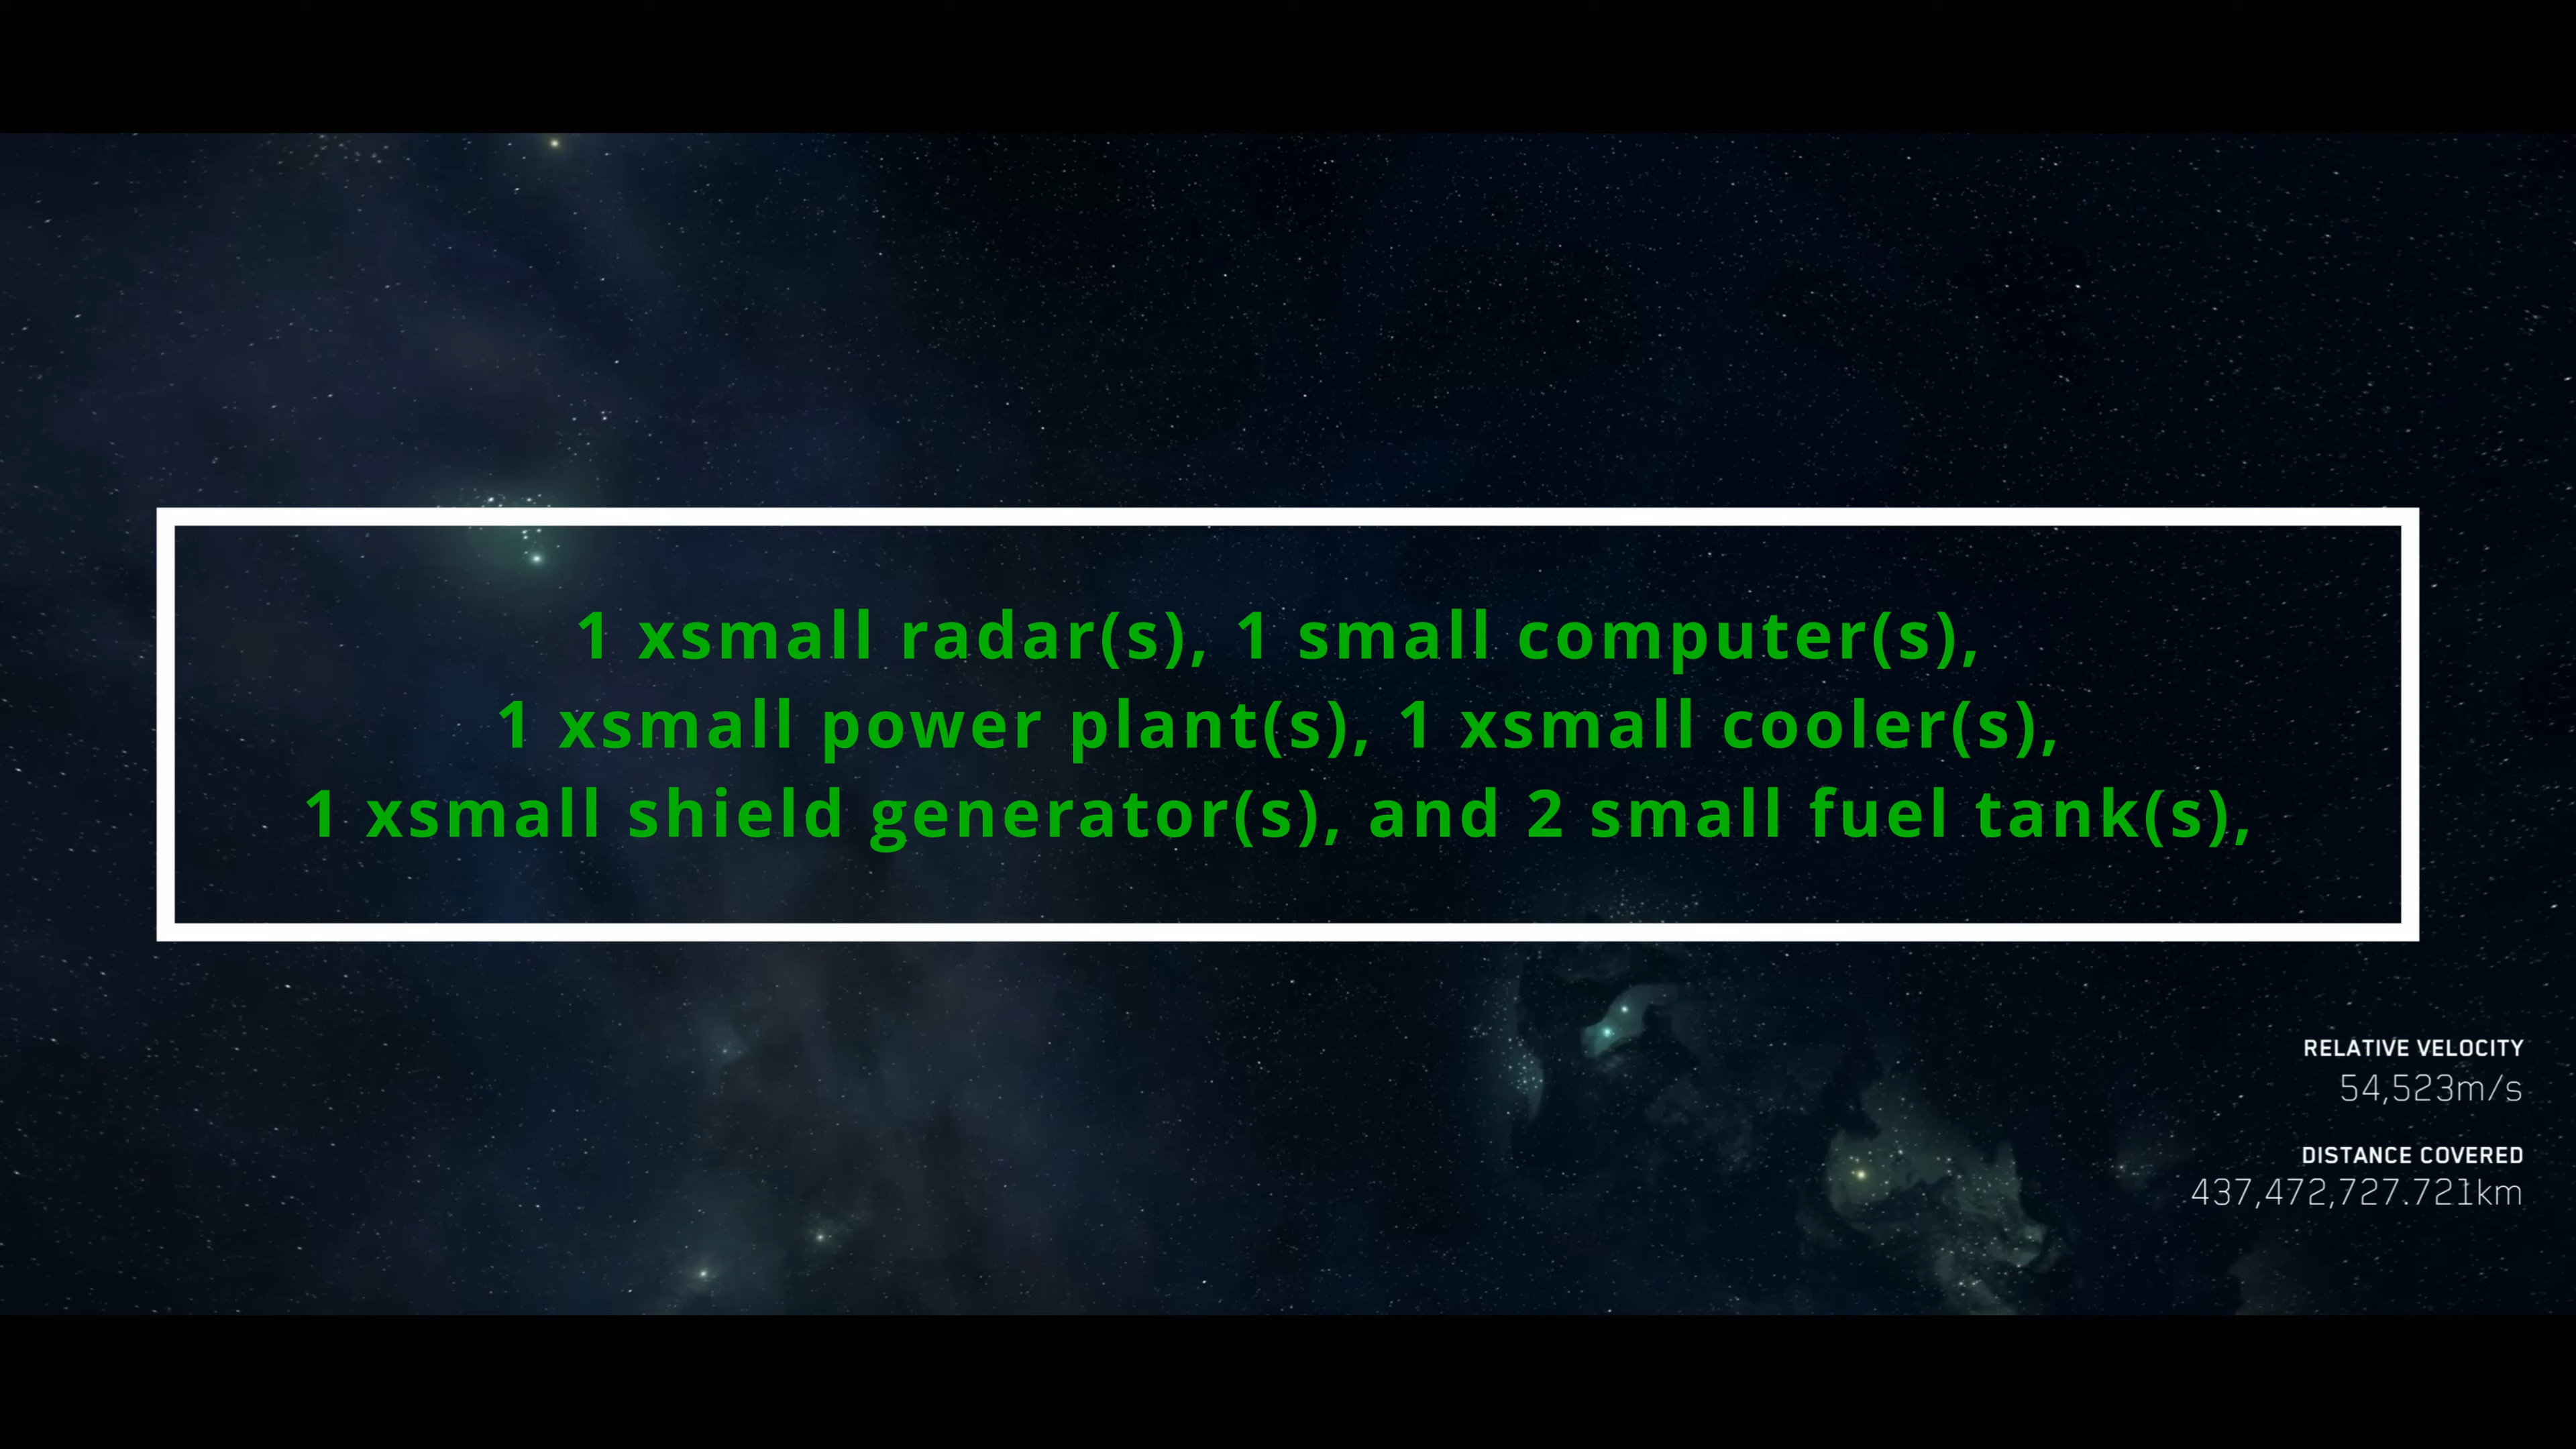 1 xsmall radar(s), 1 small computer(s),
1 xsmall power plant(s), 1 xsmall cooler(s),
1 xsmall shield generator(s), and 2 small fuel tank(s),
RELATIVE VELOCITY
54,523m/s
DISTANCE COVERED
437,472,727.721km